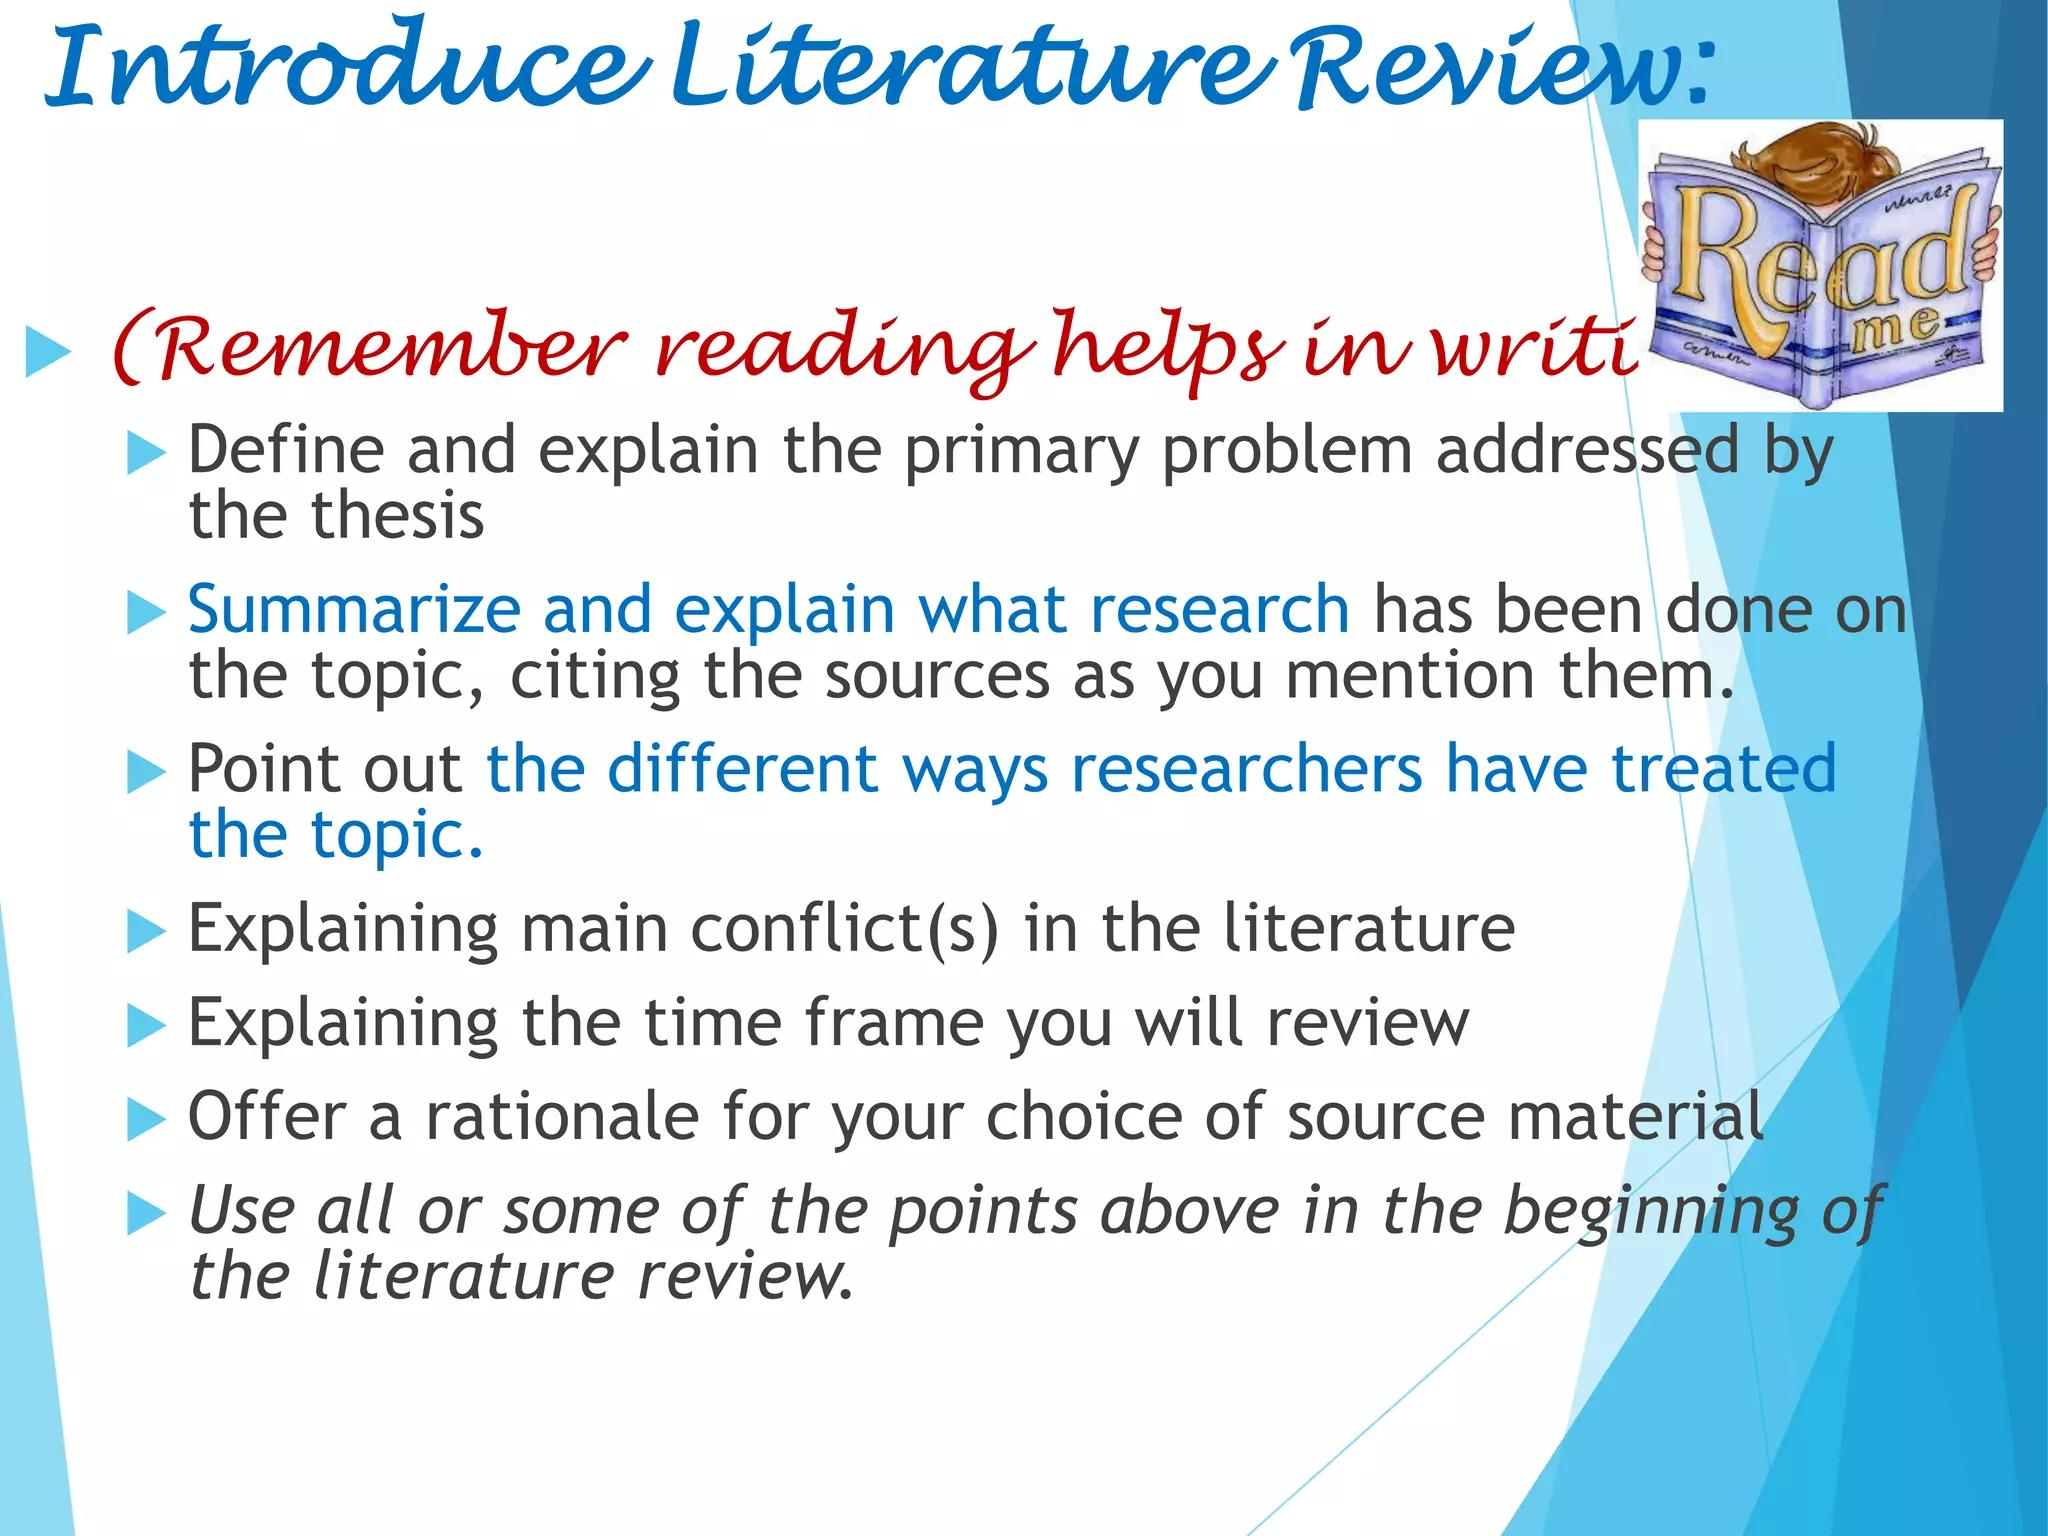 Introduce Literature Review:
Read
me
(Remember reading helps in writi
Define and explain the primary problem addressed by
the thesis
Summarize and explain what research has been done on
the topic, citing the sources as you mention them.
Point out the different ways researchers have treated
the topic.
Explaining main conflict(s) in the literature
Explaining the time frame you will review
Offer a rationale for your choice of source material
Use all or some of the points above in the beginning of
the literature review.